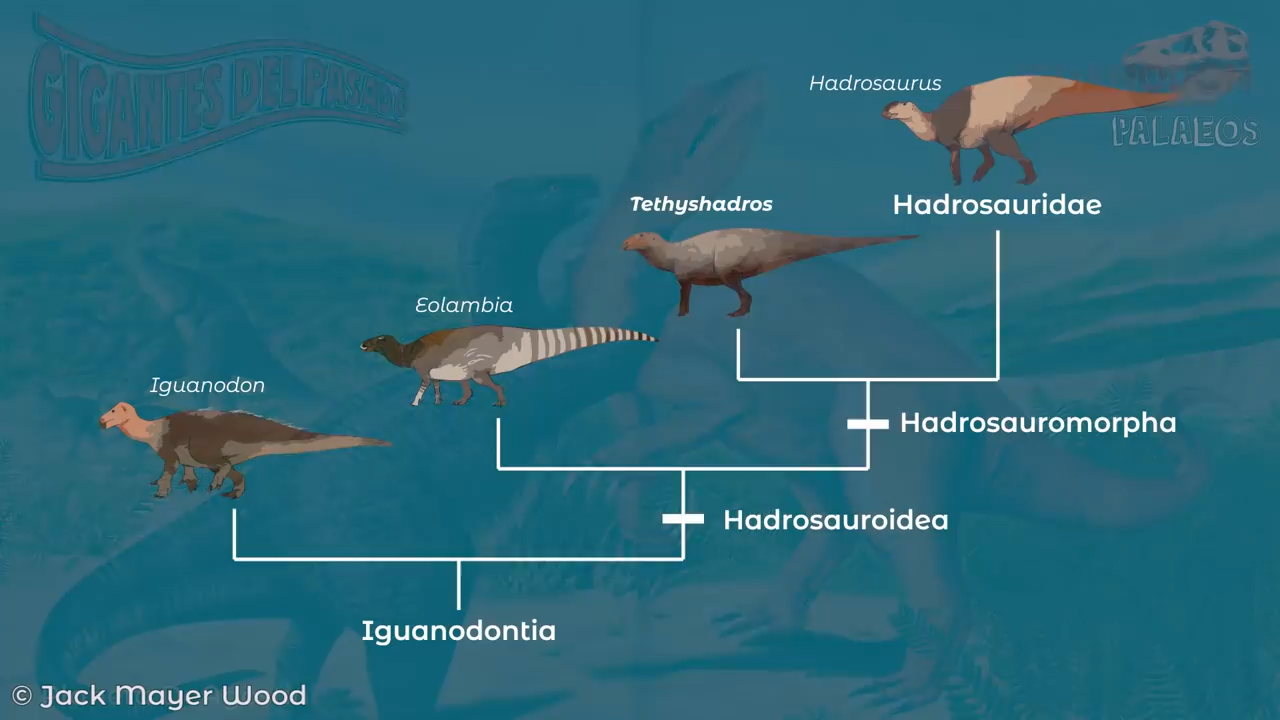 GIGANTES DEL PASADO
PALAEOS
Hadrosaurus
Hadrosauridae
Tethyshadros
Eolambia
Iguanodon
Hadrosauromorpha
Hadrosauroidea
Iguanodontia
© Jack Mayer Wood